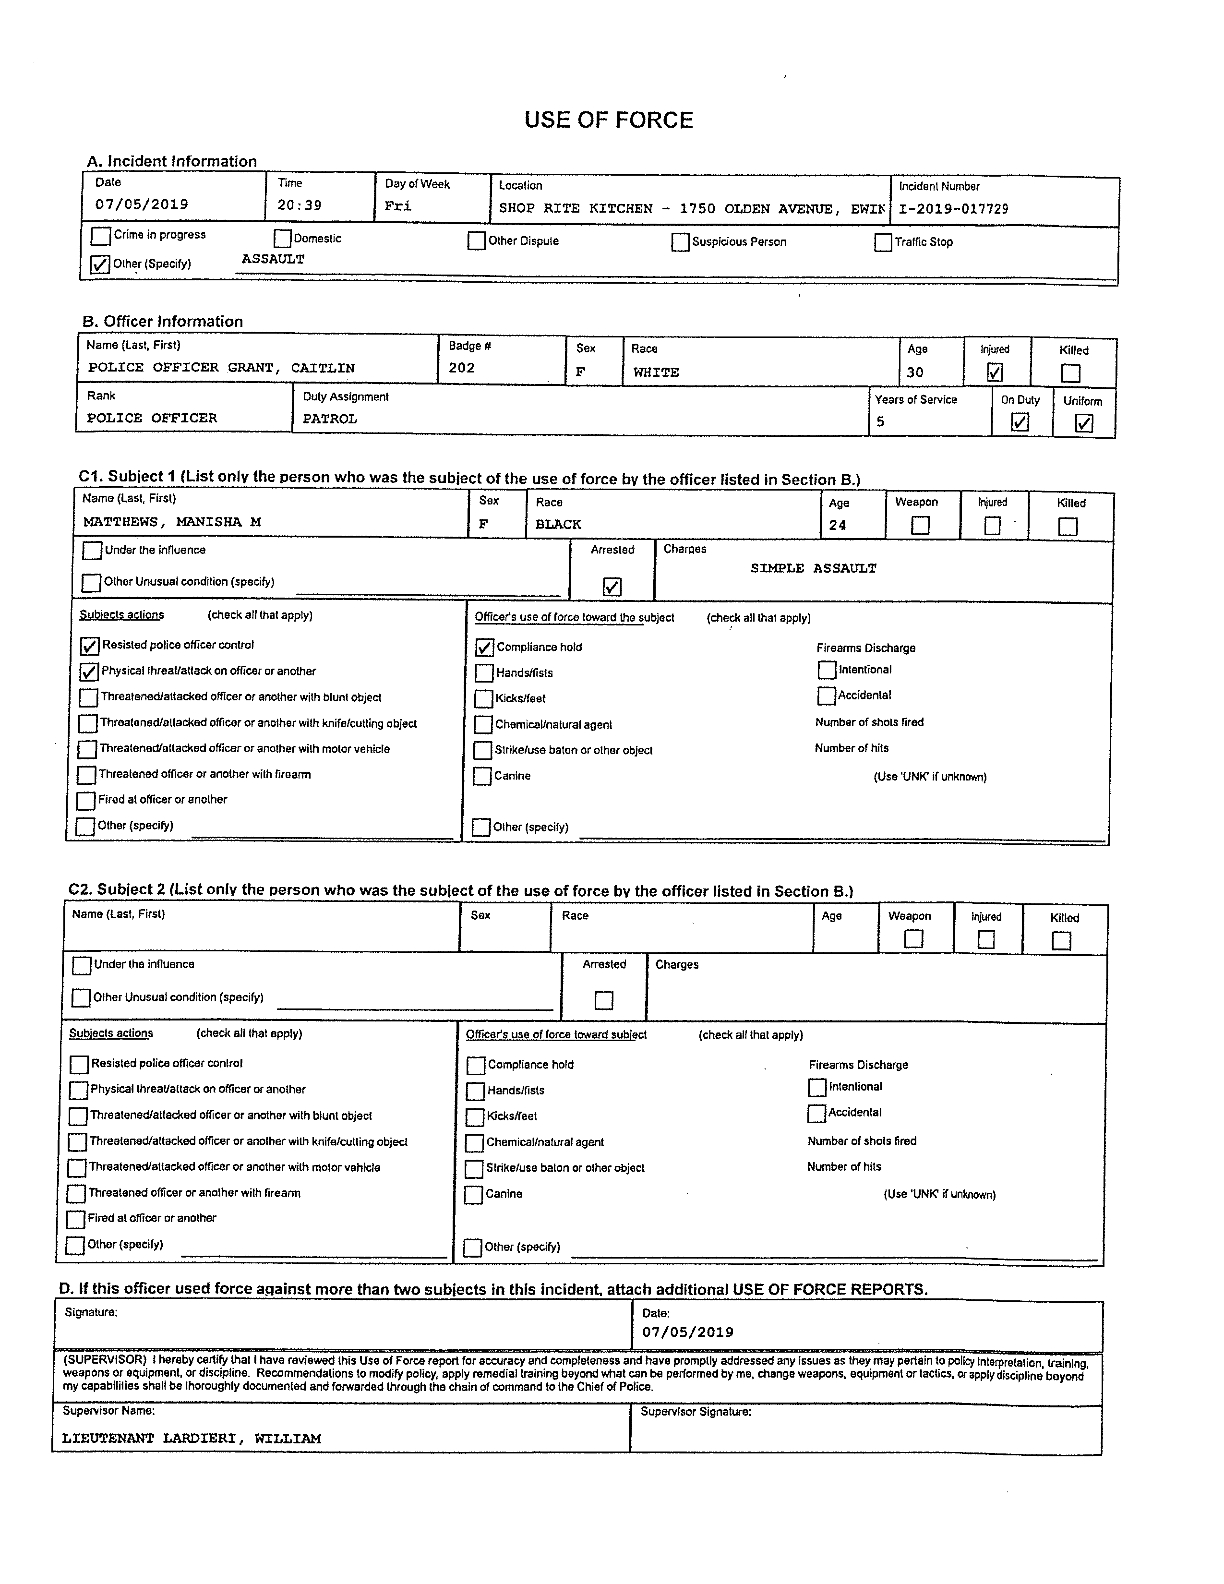 USE OF FORCE
A. Incident Information
Date Time Day of Week Location Incident Number
07/05/2019 20:39 Fri SHOP RITE KITCHEN - 1750 OLDEN AVENUE, EWIN I-2019-017729
Crime in progress Domestic Other Dispute Suspicious Person Traffic Stop
Other (Specify) ASSAULT
B. Officer Information
Name (Last, First) Badge # Sex Race Age Injured Killed
POLICE OFFICER GRANT, CAITLIN 202 F WHITE 30
Rank Duty Assignment Years of Service On Duty Uniform
POLICE OFFICER PATROL 5
C1. Subject 1 (List only the person who was the subject of the use of force by the officer listed in Section B.)
Name (Last, First) Sex Race Age Weapon Injured Killed
MATTHEWS, MANISHA M F BLACK 24
Under the influence Arrested Charges
SIMPLE ASSAULT
Other Unusual condition (specify)
Subjects actions (check all that apply) Officer's use of force toward the subject (check all that apply)
Resisted police officer control Compliance hold Firearms Discharge
Physical threat/attack on officer or another Hands/fists Intentional
Threatened/attacked officer or another with blunt object Kicks/feet Accidental
Threatened/attacked officer or another with knife/cutting object Chemical/natural agent Number of shots fired
Threatened/attacked officer or another with motor vehicle Strike/use baton or other object Number of hits
Threatened officer or another with firearm Canine (Use 'UNK' if unknown)
Fired at officer or another
Other (specify) Other (specify)
C2. Subject 2 (List only the person who was the subject of the use of force by the officer listed in Section B.)
Name (Last, First) Sex Race Age Weapon Injured Killed
Under the influence Arrested Charges
Other Unusual condition (specify)
Subjects actions (check all that apply) Officer's use of force toward subject (check all that apply)
Resisted police officer control Compliance hold Firearms Discharge
Physical threat/attack on officer or another Hands/fists Intentional
Threatened/attacked officer or another with blunt object Kicks/feet Accidental
Threatened/attacked officer or another with knife/cutting object Chemical/natural agent Number of shots fired
Threatened/attacked officer or another with motor vehicle Strike/use baton or other object Number of hits
Threatened officer or another with firearm Canine (Use 'UNK' if unknown)
Fired at officer or another
Other (specify) Other (specify)
D. If this officer used force against more than two subjects in this incident, attach additional USE OF FORCE REPORTS.
Signature: Date:
07/05/2019
(SUPERVISOR) I hereby certify that I have reviewed this Use of Force report for accuracy and completeness and have promptly addressed any issues as they may pertain to policy interpretation, training,
weapons or equipment, or discipline. Recommendations to modify policy, apply remedial training beyond what can be performed by me, change weapons, equipment or tactics, or apply discipline beyond
my capabilities shall be thoroughly documented and forwarded through the chain of command to the Chief of Police.
Supervisor Name: Supervisor Signature:
LIEUTENANT LARDIERI, WILLIAM